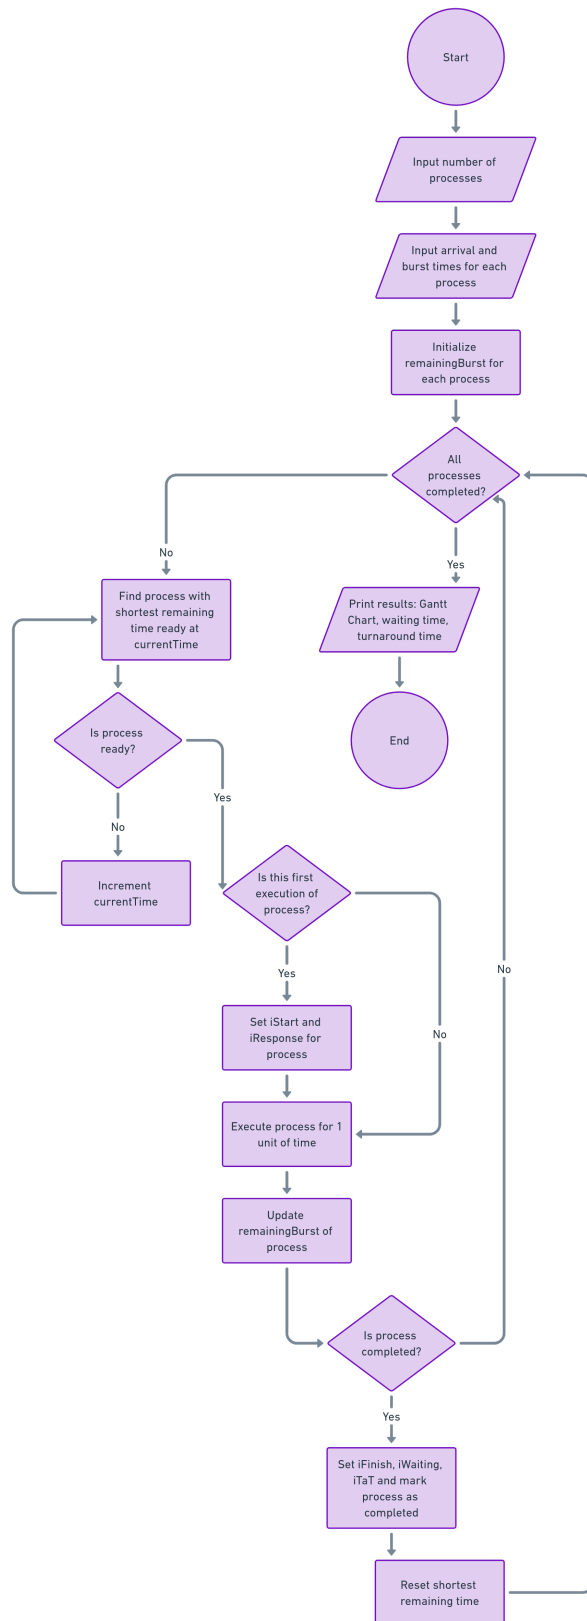 Start
Input number of
processes
Input arrival and
burst times for each
process
Initialize
remainingBurst for
each process
All
processes
completed?
No
Yes
Find process with
shortest remaining
time ready at
currentTime
Print results: Gantt
Chart, waiting time,
turnaround time
Is process
ready?
End
Yes
No
Increment
currentTime
Is this first
execution of
process?
No
Yes
Set iStart and
iResponse for
process
No
Execute process for 1
unit of time
Update
remainingBurst of
process
Is process
completed?
Yes
Set iFinish, iWaiting,
iTaT and mark
process as
completed
Reset shortest
remaining time